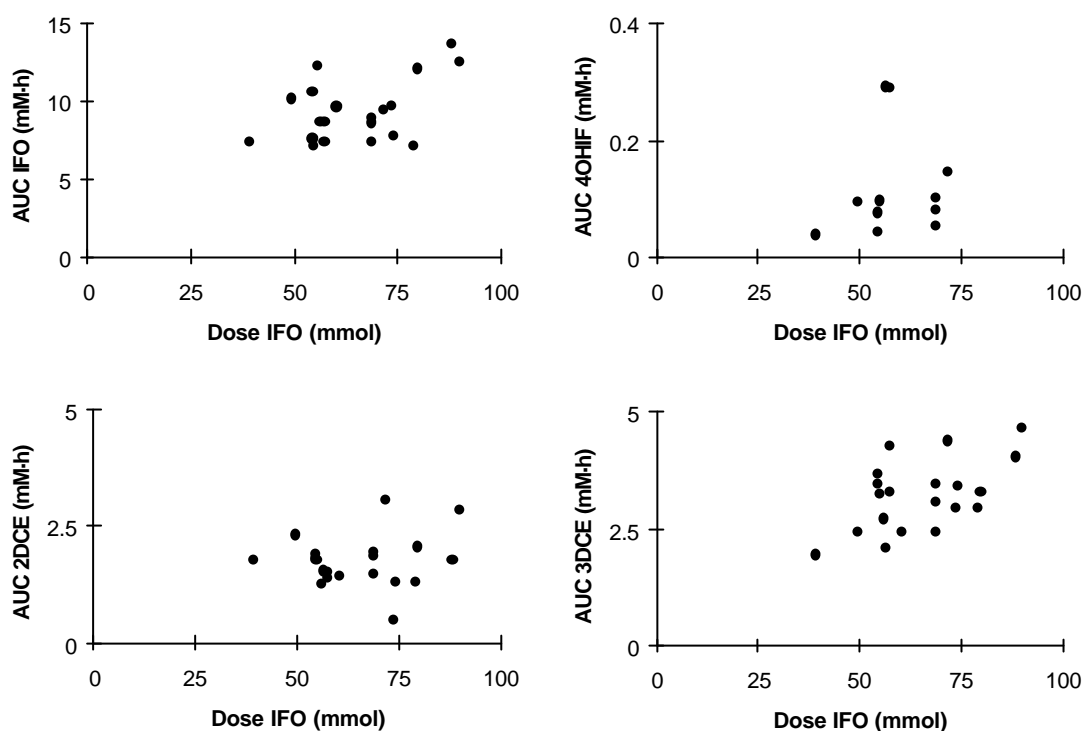 AUC IFO (mM-h)
15
10
5
0
0 25 50 75 100
Dose IFO (mmol)
AUC 4OHIF (mM-h)
0.4
0.2
0
0 25 50 75 100
Dose IFO (mmol)
AUC 2DCE (mM-h)
5
2.5
0
0 25 50 75 100
Dose IFO (mmol)
AUC 3DCE (mM-h)
5
2.5
0
0 25 50 75 100
Dose IFO (mmol)